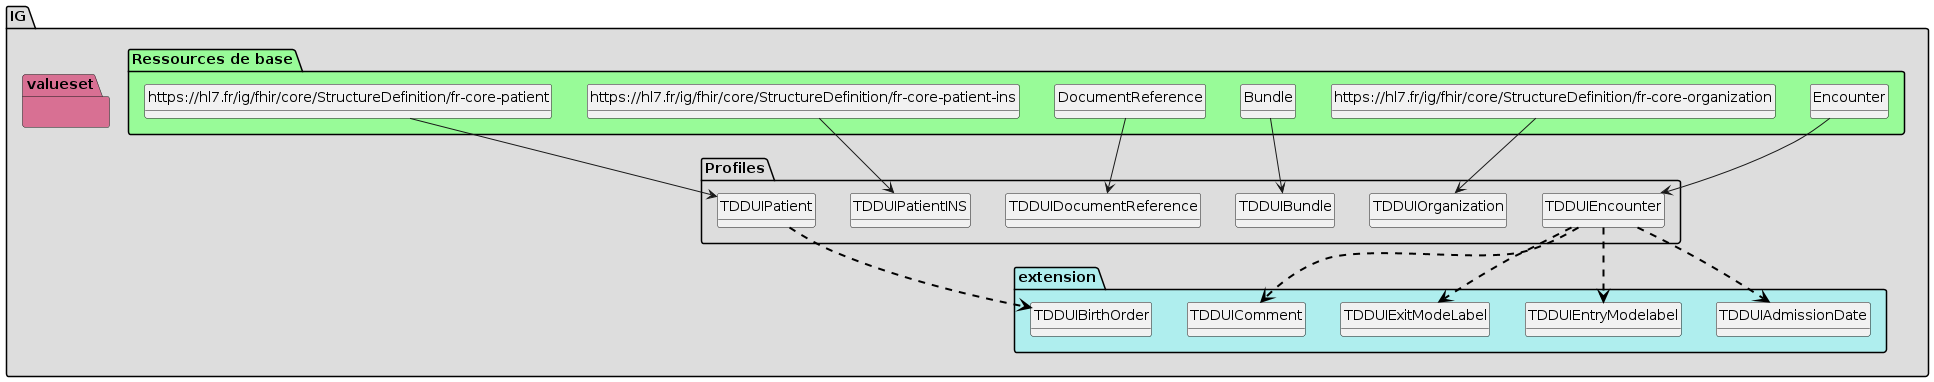 IG
Ressources de base
valueset
https://hl7.fr/ig/fhir/core/StructureDefinition/fr-core-patient
https://hl7.fr/ig/fhir/core/StructureDefinition/fr-core-patient-ins
DocumentReference
Bundle
https://hl7.fr/ig/fhir/core/StructureDefinition/fr-core-organization
Encounter
Profiles
TDDUIPatient
TDDUIPatientINS
TDDUIDocumentReference
TDDUIBundle
TDDUIOrganization
TDDUIEncounter
extension
TDDUIBirthOrder
TDDUIComment
TDDUIExitModeLabel
TDDUIEntryModelabel
TDDUIAdmissionDate